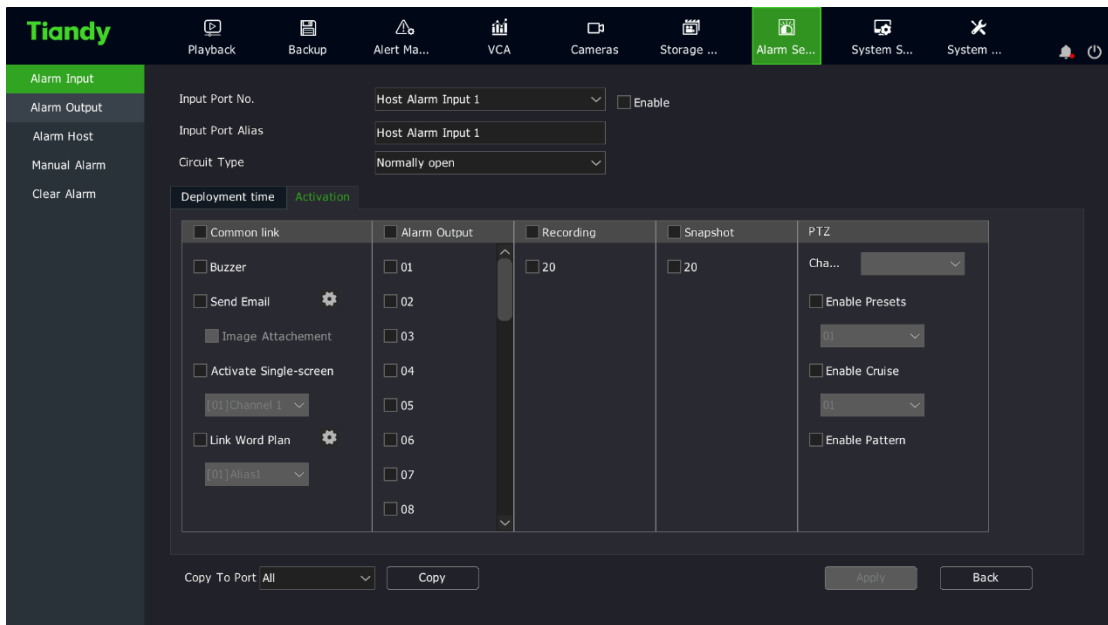 Tiandy
Playback Backup Alert Ma... VCA Cameras Storage ... Alarm Se... System S... System ...
Alarm Input
Alarm Output
Alarm Host
Manual Alarm
Clear Alarm
Input Port No. Host Alarm Input 1 Enable
Input Port Alias Host Alarm Input 1
Circuit Type Normally open
Deployment time Activation
Common link Alarm Output Recording Snapshot PTZ
Buzzer 01 20 20 Cha...
Send Email 02 Enable Presets
Image Attachement 03 01
Activate Single-screen 04 Enable Cruise
[01]Channel 1 05 01
Link Word Plan 06 Enable Pattern
[01]Alias1 07
08
Copy To Port All Copy Apply Back